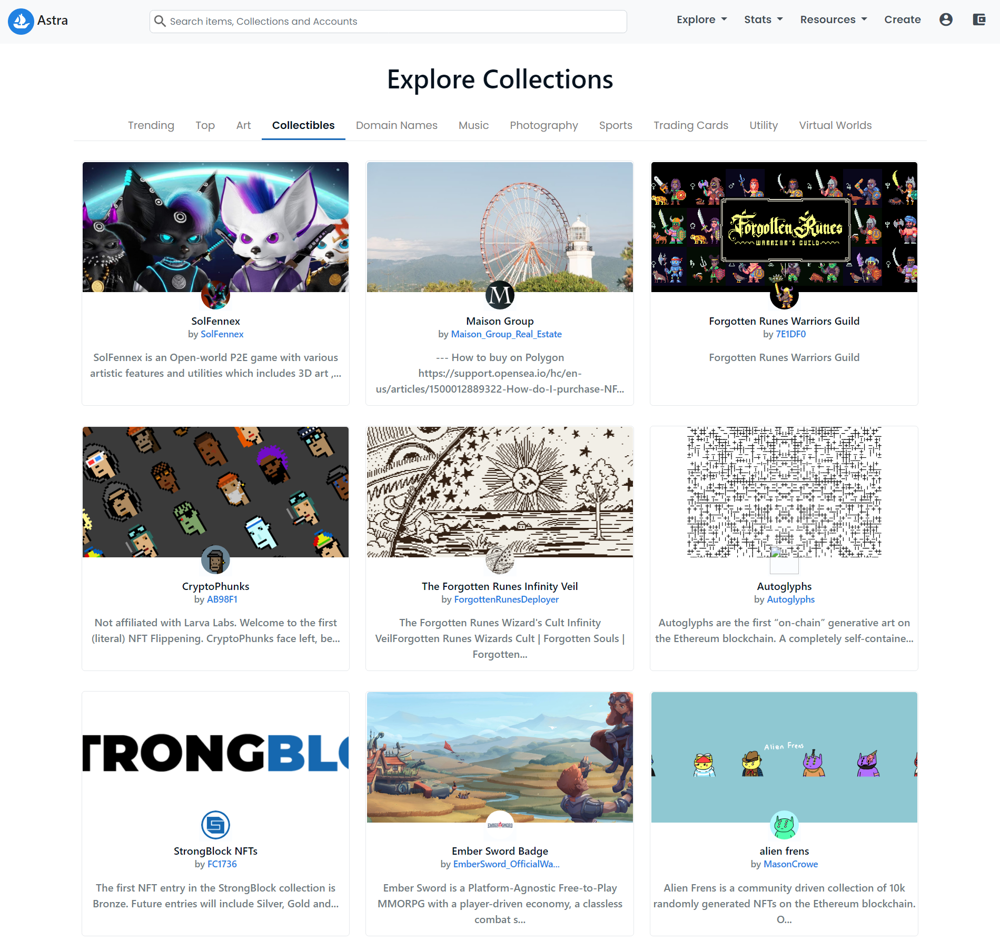 Astra
Search items, Collections and Accounts
Explore
Stats
Resources
Create
Explore Collections
Trending
Top
Art
Collectibles
Domain Names
Music
Photography
Sports
Trading Cards
Utility
Virtual Worlds
Forgotten Runes
WARRIOR'S GUILD
M
SolFennex
by SolFennex
SolFennex is an Open-world P2E game with various
artistic features and utilities which includes 3D art ,...
Maison Group
by Maison_Group_Real_Estate
--- How to buy on Polygon
https://support.opensea.io/hc/en-
us/articles/1500012889322-How-do-I-purchase-NF...
Forgotten Runes Warriors Guild
by 7E1DF0
Forgotten Runes Warriors Guild
CryptoPhunks
by AB98F1
Not affiliated with Larva Labs. Welcome to the first
(literal) NFT Flippening. CryptoPhunks face left, be...
The Forgotten Runes Infinity Veil
by ForgottenRunesDeployer
The Forgotten Runes Wizard's Cult Infinity
VeilForgotten Runes Wizards Cult | Forgotten Souls |
Forgotten...
Autoglyphs
by Autoglyphs
Autoglyphs are the first “on-chain” generative art on
the Ethereum blockchain. A completely self-containe...
TRONGBLO
S
StrongBlock NFTs
by FC1736
The first NFT entry in the StrongBlock collection is
Bronze. Future entries will include Silver, Gold and...
EMBER SWORD
Ember Sword Badge
by EmberSword_OfficialWa...
Ember Sword is a Platform-Agnostic Free-to-Play
MMORPG with a player-driven economy, a classless
combat s...
Alien Frens
alien frens
by MasonCrowe
Alien Frens is a community driven collection of 10k
randomly generated NFTs on the Ethereum blockchain.
O...